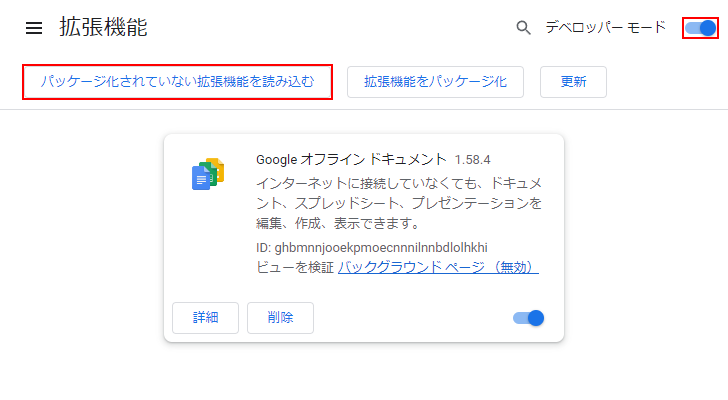 拡張機能
デベロッパー モード
パッケージ化されていない拡張機能を読み込む
拡張機能をパッケージ化
更新
Google オフライン ドキュメント 1.58.4
インターネットに接続していなくても、ドキュメ
ント、スプレッドシート、プレゼンテーションを
編集、作成、表示できます。
ID: ghbmnnjooekpmoecnnnilnnbdlolhkhi
ビューを検証 バックグラウンド ページ （無効）
詳細
削除